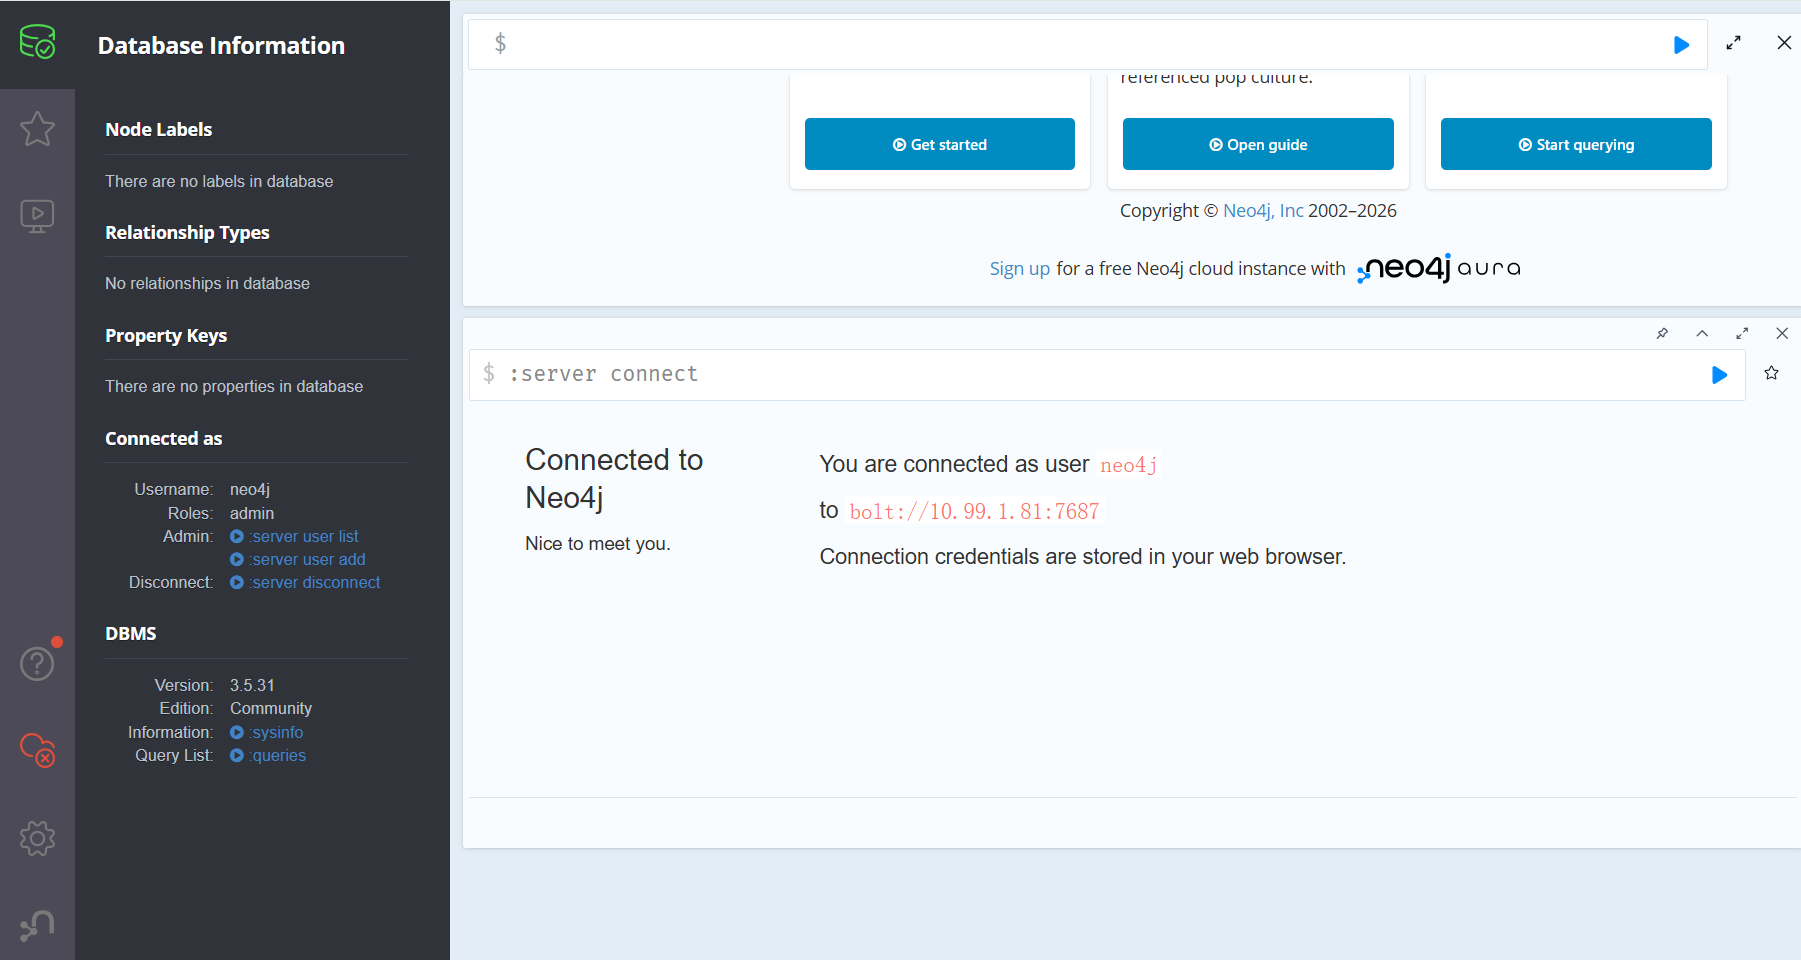 Database Information
Node Labels
There are no labels in database
Relationship Types
No relationships in database
Property Keys
There are no properties in database
Connected as
Username: neo4j
Roles: admin
Admin: :server user list
:server user add
Disconnect: :server disconnect
DBMS
Version: 3.5.31
Edition: Community
Information: :sysinfo
Query List: :queries
$
referenced pop culture.
Get started
Open guide
Start querying
Copyright © Neo4j, Inc 2002–2026
Sign up for a free Neo4j cloud instance with neo4j aura
$ :server connect
Connected to
Neo4j
Nice to meet you.
You are connected as user neo4j
to bolt://10.99.1.81:7687
Connection credentials are stored in your web browser.